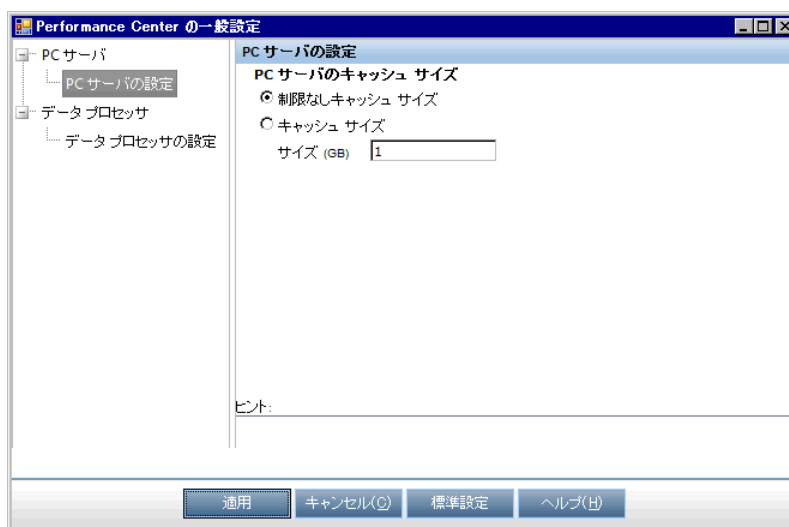 Performance Center の一般設定
PC サーバ
PC サーバの設定
データ プロセッサ
データ プロセッサの設定
PC サーバの設定
PC サーバのキャッシュ サイズ
制限なしキャッシュ サイズ
キャッシュ サイズ
サイズ (GB) 1
ヒント:
適用 キャンセル(C) 標準設定 ヘルプ(H)